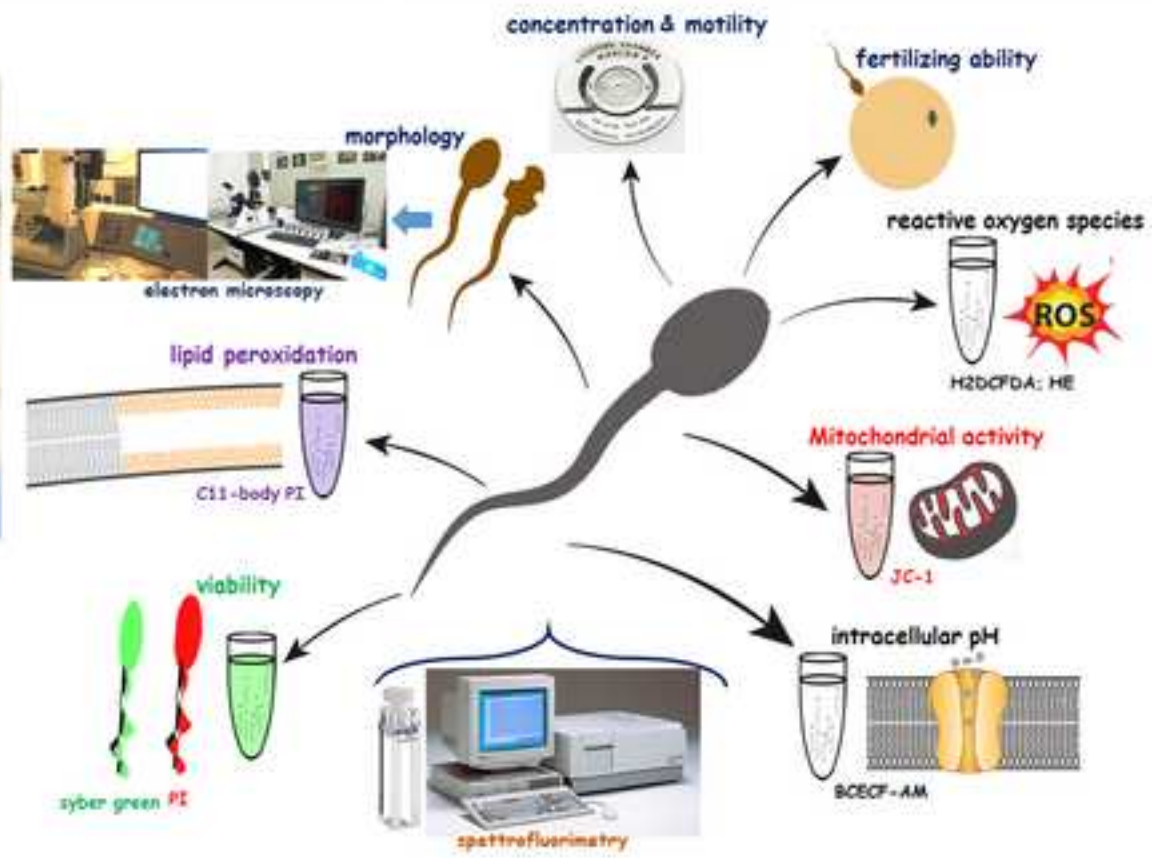 concentration & motility
fertilizing ability
morphology
reactive oxygen species
ROS
electron microscopy
H2DCFDA; HE
lipid peroxidation
C11-body PI
Mitochondrial activity
JC-1
viability
intracellular pH
BCECF-AM
syber green PI
spettrofluorimetry